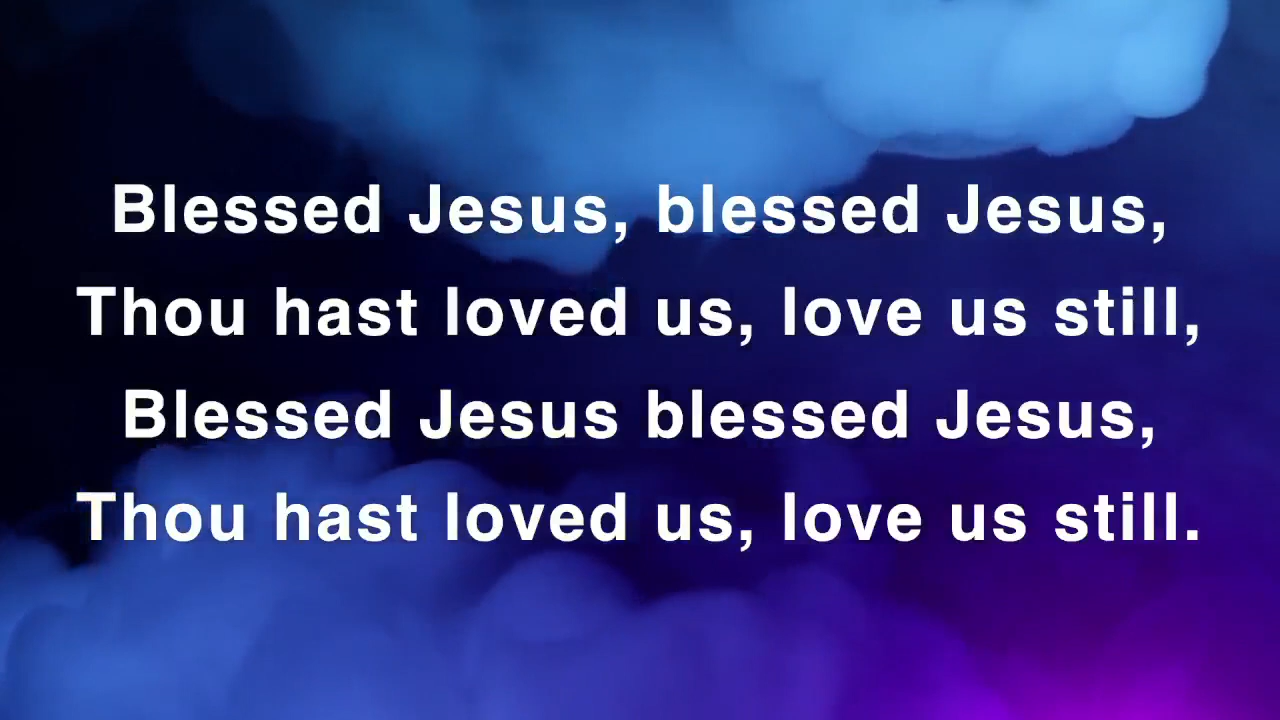 Blessed Jesus, blessed Jesus,
Thou hast loved us, love us still,
Blessed Jesus blessed Jesus,
Thou hast loved us, love us still.